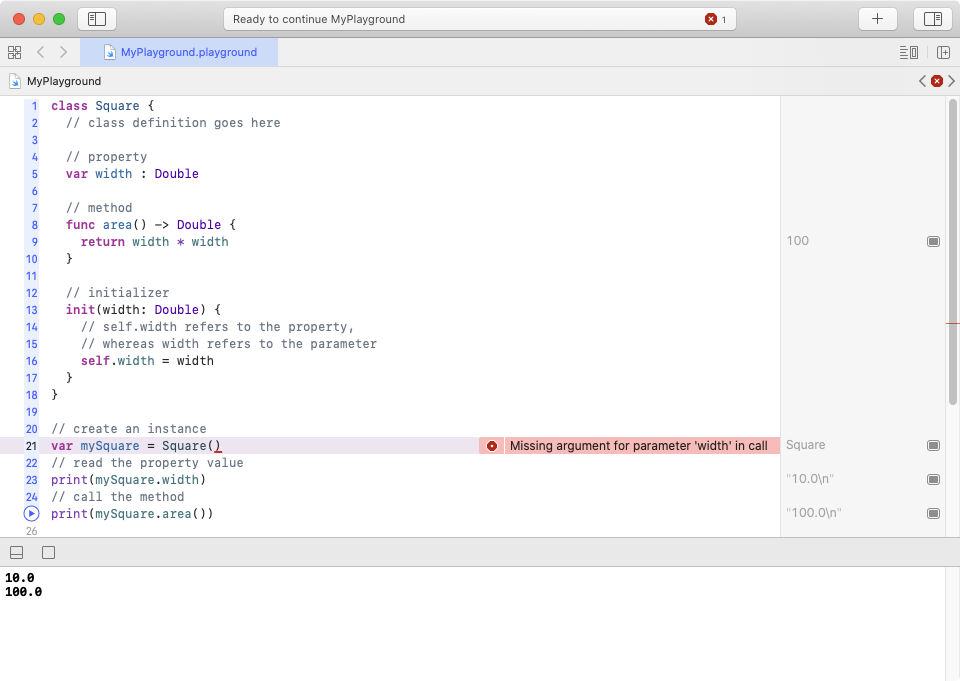 Ready to continue MyPlayground 1
MyPlayground.playground
MyPlayground
1 class Square {
2 // class definition goes here
3
4 // property
5 var width : Double
6
7 // method
8 func area() -> Double {
9 return width * width 100
10 }
11
12 // initializer
13 init(width: Double) {
14 // self.width refers to the property,
15 // whereas width refers to the parameter
16 self.width = width
17 }
18 }
19
20 // create an instance
21 var mySquare = Square() Missing argument for parameter 'width' in call Square
22 // read the property value
23 print(mySquare.width) "10.0\n"
24 // call the method
print(mySquare.area()) "100.0\n"
26
10.0
100.0